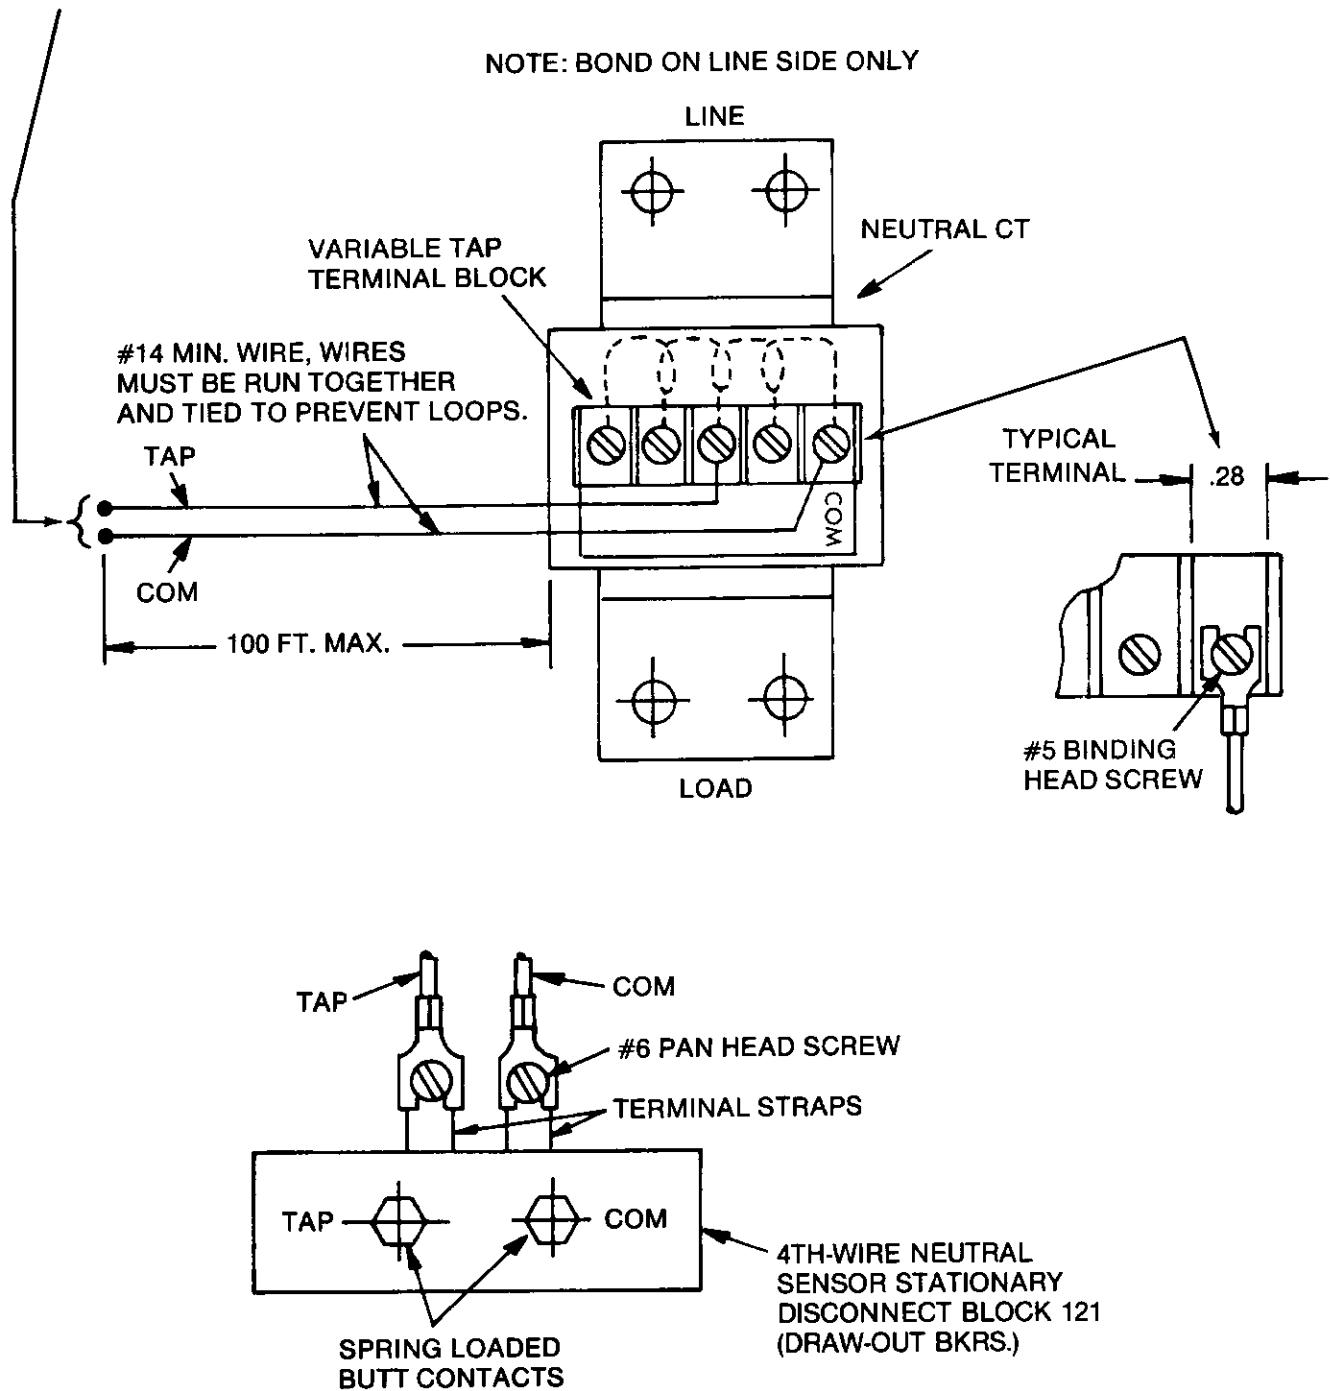 NOTE: BOND ON LINE SIDE ONLY
LINE
NEUTRAL CT
VARIABLE TAP
TERMINAL BLOCK
#14 MIN. WIRE, WIRES
MUST BE RUN TOGETHER
AND TIED TO PREVENT LOOPS.
TAP
COM
COM
100 FT. MAX.
LOAD
TYPICAL
TERMINAL
.28
#5 BINDING
HEAD SCREW
TAP
COM
#6 PAN HEAD SCREW
TERMINAL STRAPS
TAP
COM
4TH-WIRE NEUTRAL
SENSOR STATIONARY
DISCONNECT BLOCK 121
(DRAW-OUT BKRS.)
SPRING LOADED
BUTT CONTACTS